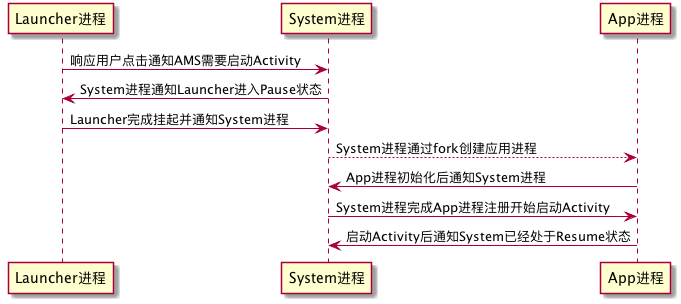 Launcher进程
System进程
App进程
响应用户点击通知AMS需要启动Activity
System进程通知Launcher进入Pause状态
Launcher完成挂起并通知System进程
System进程通过fork创建应用进程
App进程初始化后通知System进程
System进程完成App进程注册开始启动Activity
启动Activity后通知System已经处于Resume状态
Launcher进程
System进程
App进程